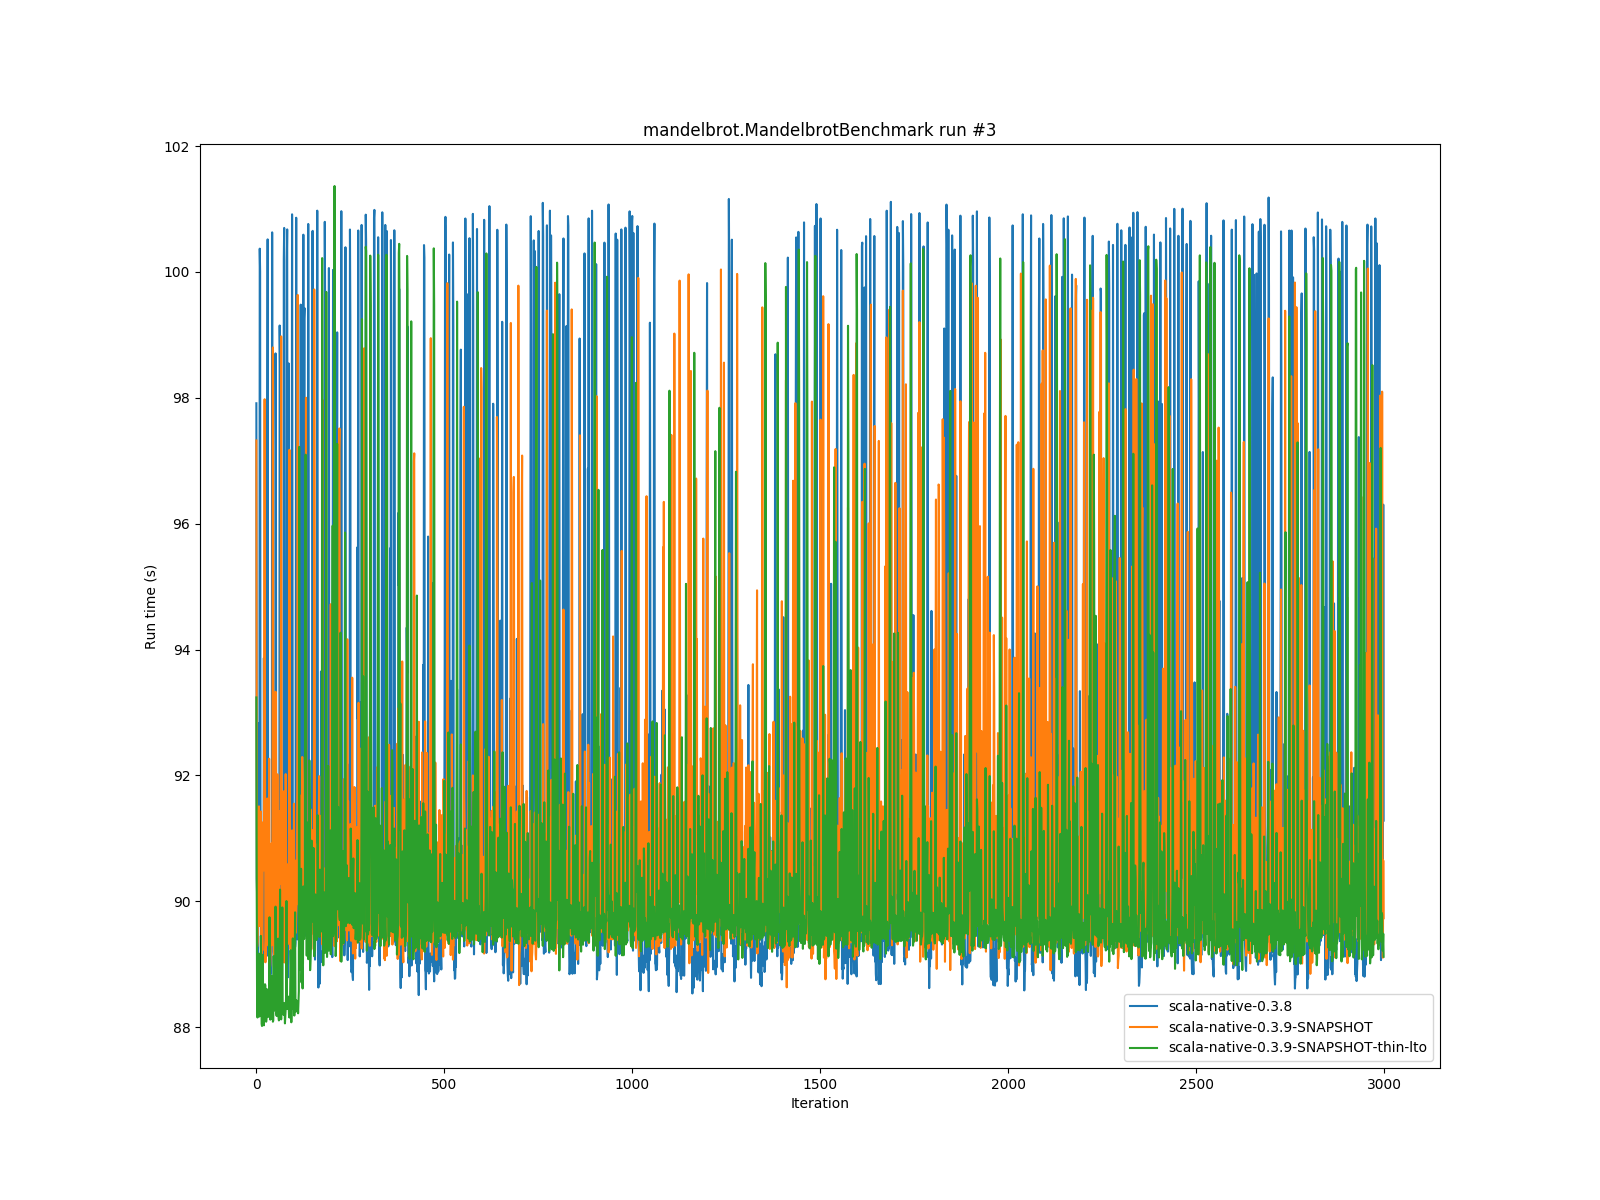 mandelbrot.MandelbrotBenchmark run #3
102
100
98
96
94
92
90
88
Run time (s)
0
500
1000
1500
2000
2500
3000
Iteration
scala-native-0.3.8
scala-native-0.3.9-SNAPSHOT
scala-native-0.3.9-SNAPSHOT-thin-lto